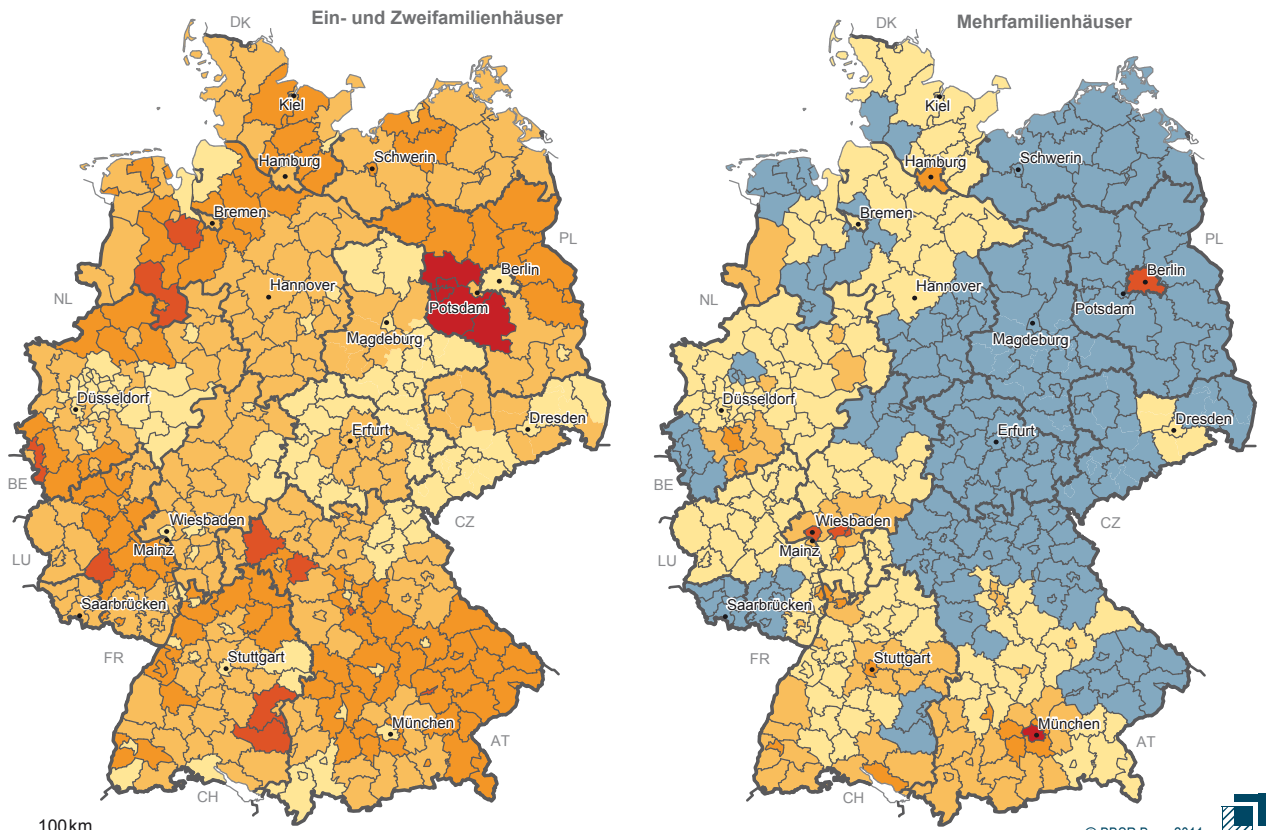 Ein- und Zweifamilienhäuser
DK
Kiel
Hamburg
Schwerin
Bremen
PL
Berlin
NL
Hannover
Potsdam
Magdeburg
Düsseldorf
Dresden
Erfurt
BE
Wiesbaden
CZ
Mainz
LU
Saarbrücken
FR
Stuttgart
München
AT
CH
100 km
Mehrfamilienhäuser
DK
Kiel
Hamburg
Schwerin
Bremen
PL
Berlin
NL
Hannover
Potsdam
Magdeburg
Düsseldorf
Dresden
Erfurt
BE
Wiesbaden
CZ
Mainz
LU
Saarbrücken
FR
Stuttgart
München
AT
CH